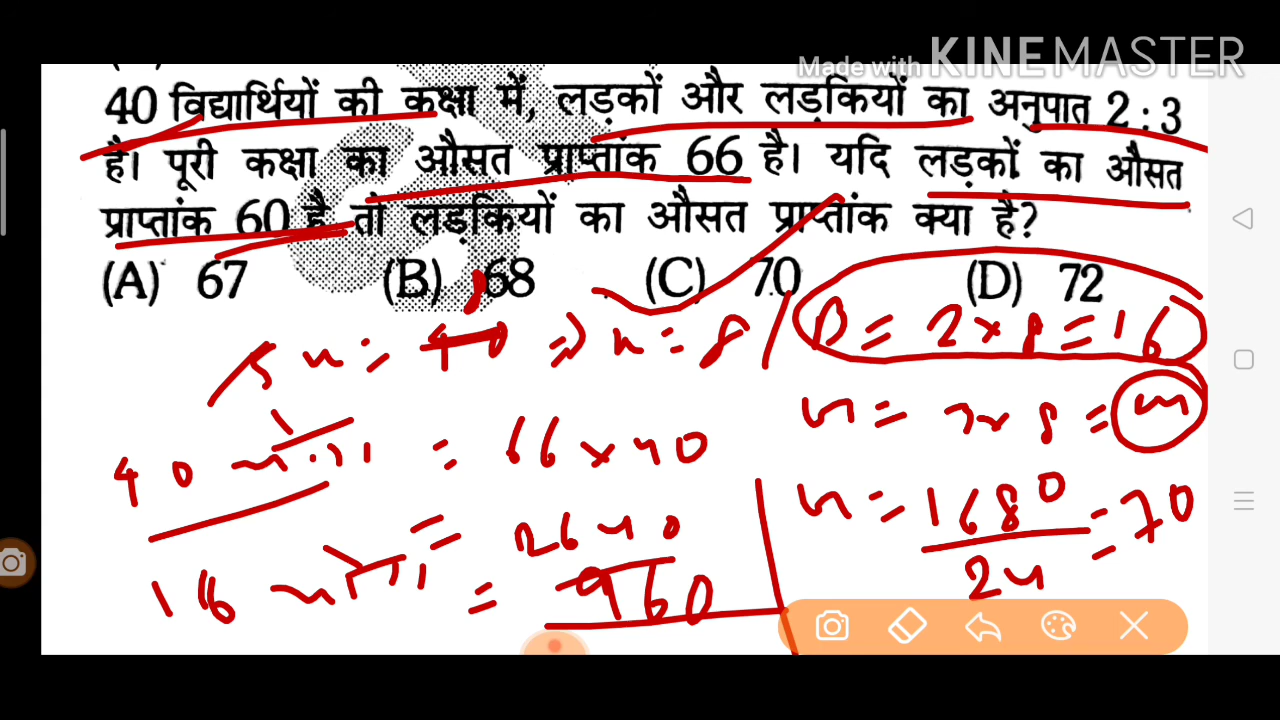 Made with KINEMASTER
40 विद्यार्थियों की कक्षा में, लड़कों और लड़कियों का अनुपात 2 : 3
है। पूरी कक्षा का औसत प्राप्तांक 66 है। यदि लड़कों का औसत
प्राप्तांक 60 है तो लड़कियों का औसत प्राप्तांक क्या है?
(A) 67 (B) 68 (C) 70 (D) 72
= 40 ⇒ = 8 B = 2 × 8 = 16
= 3 × 8 =
40 = 66 × 40
= 2640 = 1680 / 24 = 70
16 = 960